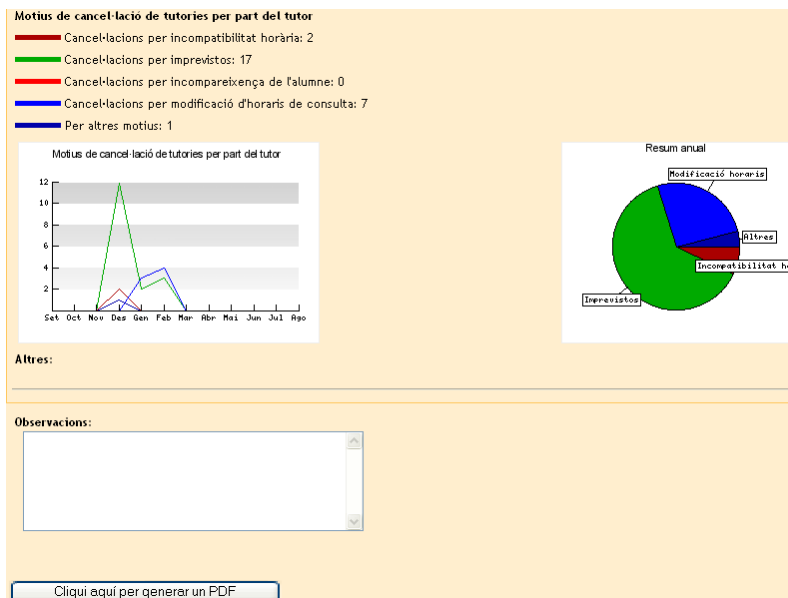 Motius de cancel·lació de tutories per part del tutor
Cancel·lacions per incompatibilitat horària: 2
Cancel·lacions per imprevistos: 17
Cancel·lacions per incompareixença de l'alumne: 0
Cancel·lacions per modificació d'horaris de consulta: 7
Per altres motius: 1
Motius de cancel·lació de tutories per part del tutor
12
10
8
6
4
2
Set Oct Nov Des Gen Feb Mar Abr Mai Jun Jul Ago
Resum anual
Modificació horaris
Altres
Incompatibilitat h
Imprevistos
Altres:
Observacions:
Cliqui aquí per generar un PDF